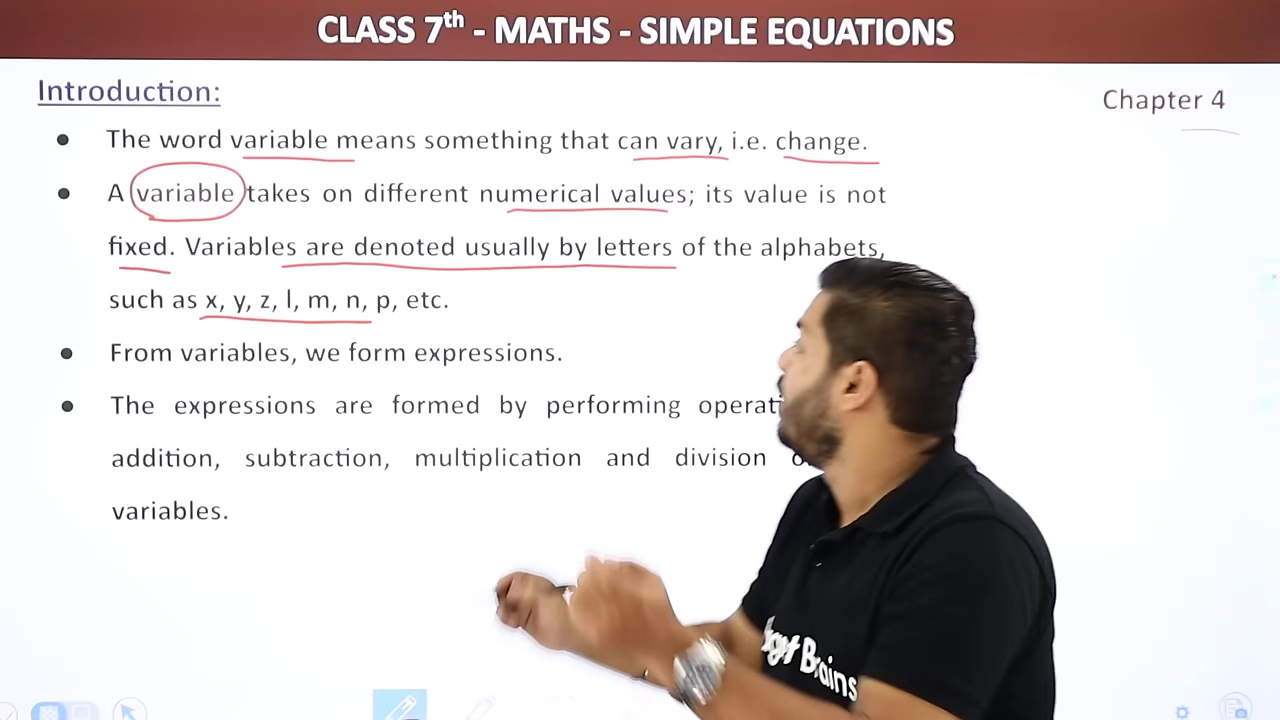 CLASS 7th - MATHS - SIMPLE EQUATIONS
Introduction:
Chapter 4
• The word variable means something that can vary, i.e. change.
• A variable takes on different numerical values; its value is not
fixed. Variables are denoted usually by letters of the alphabets,
such as x, y, z, l, m, n, p, etc.
• From variables, we form expressions.
• The expressions are formed by performing
addition, subtraction, multiplication and division
variables.
Brains